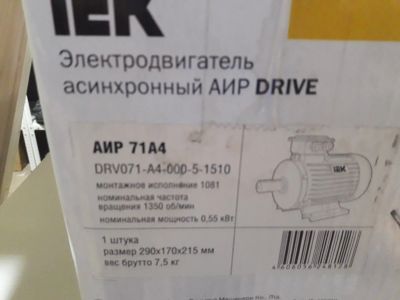 IEK
Электродвигатель
асинхронный АИР DRIVE
АИР 71А4
DRV071-A4-000-5-1510
монтажное исполнение 1081
номинальная частота
вращения 1350 об/мин
номинальная мощность 0,55 кВт
IEK
1 штука
размер 290х170х215 мм
вес брутто 7,5 кг